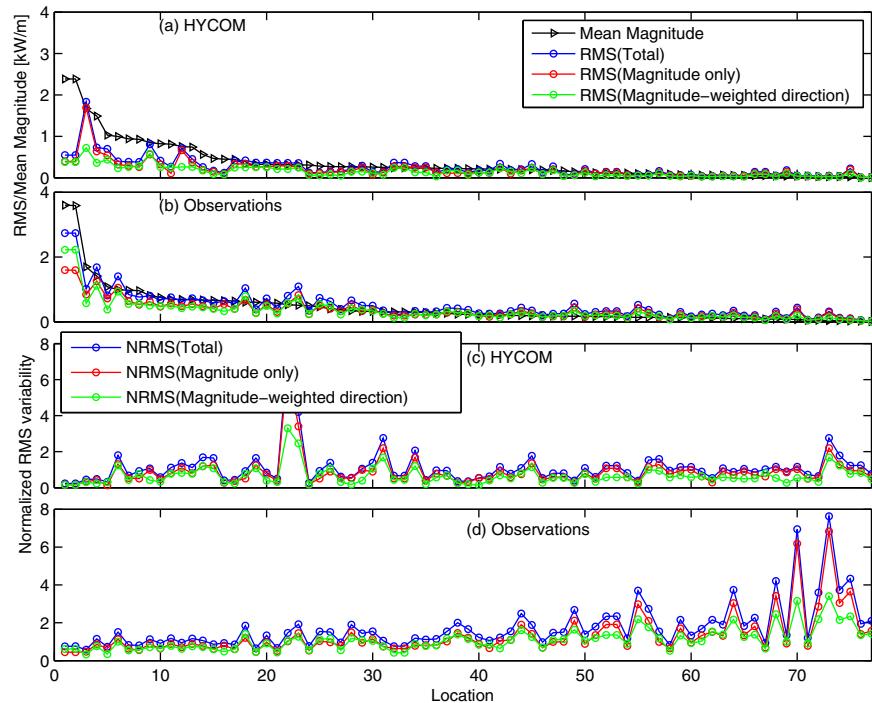 (a) HYCOM
Mean Magnitude
RMS(Total)
RMS(Magnitude only)
RMS(Magnitude−weighted direction)
RMS/Mean Magnitude [kW/m]
4
3
2
1
0
(b) Observations
4
2
0
NRMS(Total)
NRMS(Magnitude only)
NRMS(Magnitude−weighted direction)
(c) HYCOM
Normalized RMS variability
8
6
4
2
0
(d) Observations
8
6
4
2
0
0 10 20 30 40 50 60 70
Location